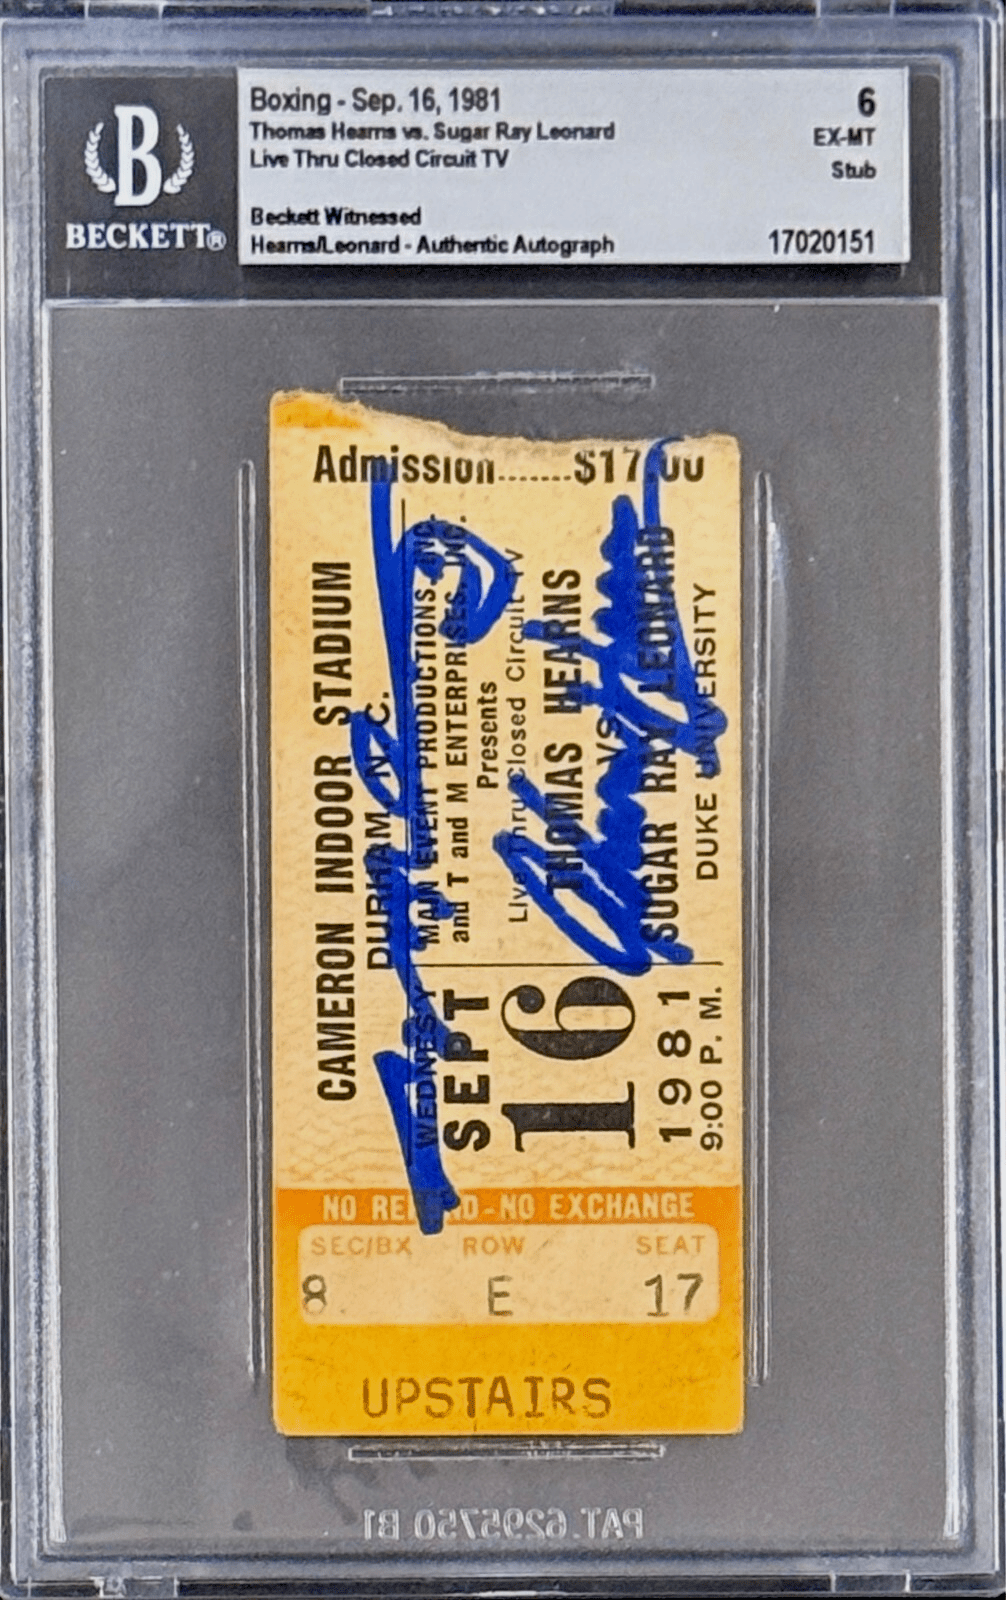 B
BECKETT®
Boxing - Sep. 16, 1981
Thomas Hearns vs. Sugar Ray Leonard
Live Thru Closed Circuit TV
Beckett Witnessed
Hearns/Leonard - Authentic Autograph
6
EX-MT
Stub
17020151
Admission.......$17.00
CAMERON INDOOR STADIUM
DURHAM, N. C.
MAIN EVENT PRODUCTIONS, INC.
and T and M ENTERPRISES, INC.
Presents
Live Thru Closed Circuit TV
THOMAS HEARNS
VS
SUGAR RAY LEONARD
DUKE UNIVERSITY
SEPT
16
1981
9:00 P. M.
NO REFUND-NO EXCHANGE
SEC/BX ROW SEAT
8 E 17
UPSTAIRS
PAT. 6295750 B1